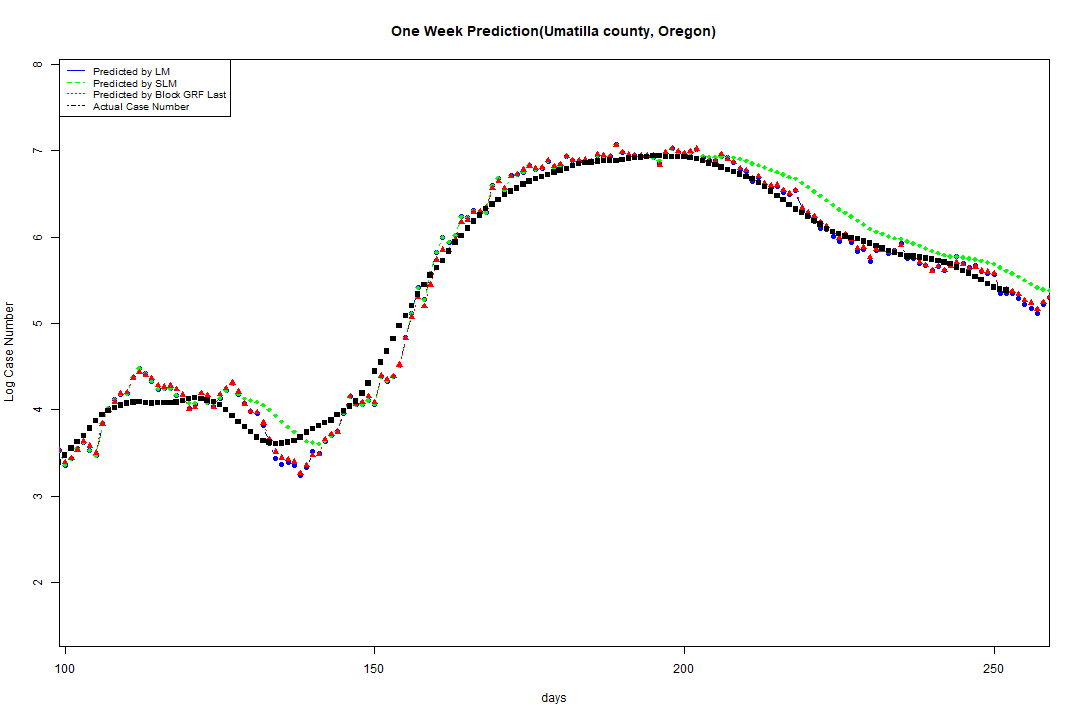 One Week Prediction(Umatilla county, Oregon)
Predicted by LM
Predicted by SLM
Predicted by Block GRF Last
Actual Case Number
8
7
6
5
4
3
2
Log Case Number
100
150
200
250
days